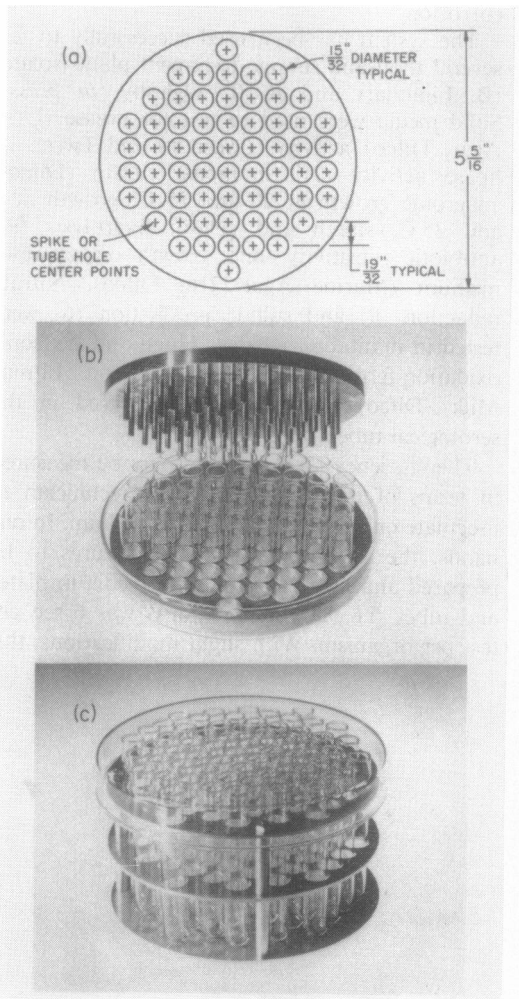 (a)
15/32" DIAMETER
TYPICAL
5 5/16"
SPIKE OR
TUBE HOLE
CENTER POINTS
19/32" TYPICAL
(b)
(c)